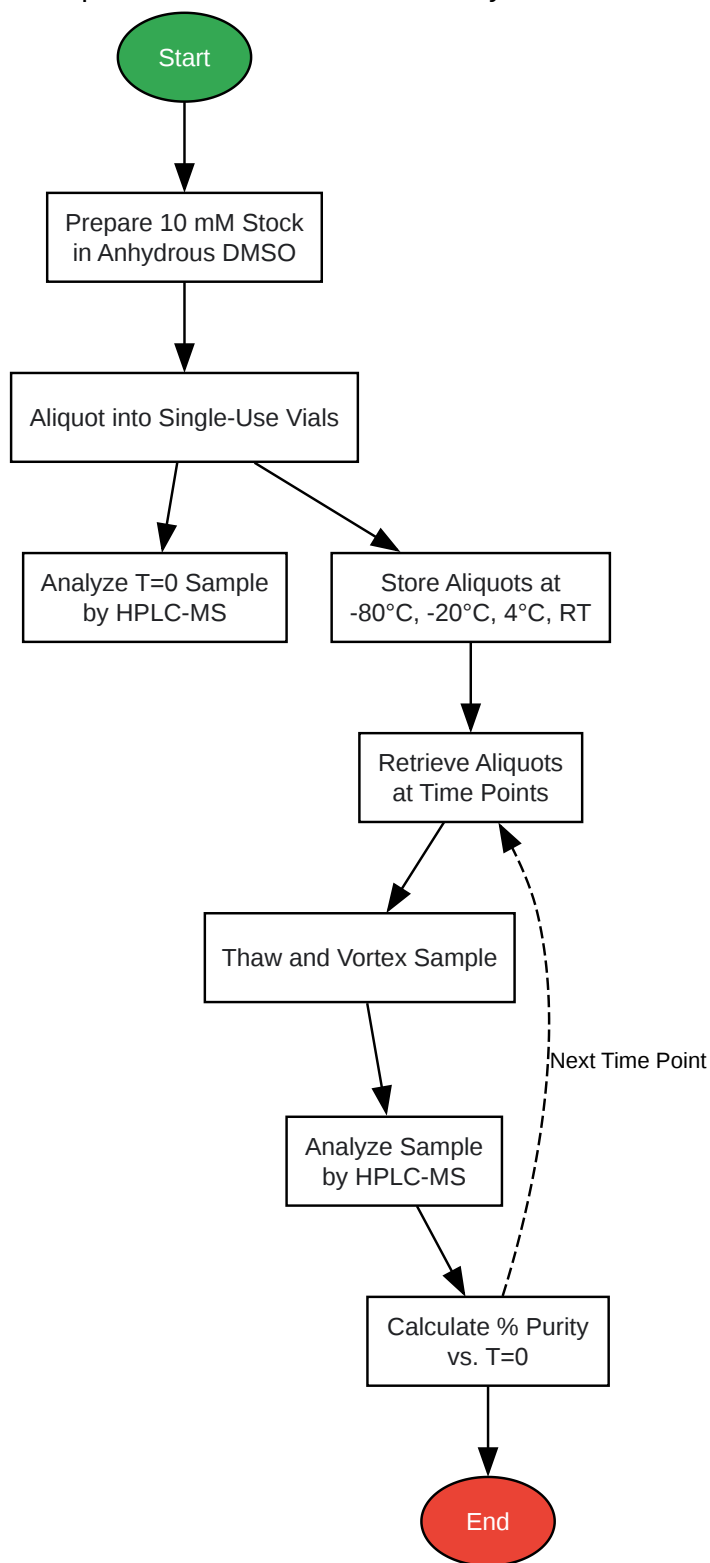 Start
Prepare 10 mM Stock
in Anhydrous DMSO
Aliquot into Single-Use Vials
Analyze T=0 Sample
by HPLC-MS
Store Aliquots at
-80°C, -20°C, 4°C, RT
Retrieve Aliquots
at Time Points
Thaw and Vortex Sample
Next Time Point
Analyze Sample
by HPLC-MS
Calculate % Purity
vs. T=0
End